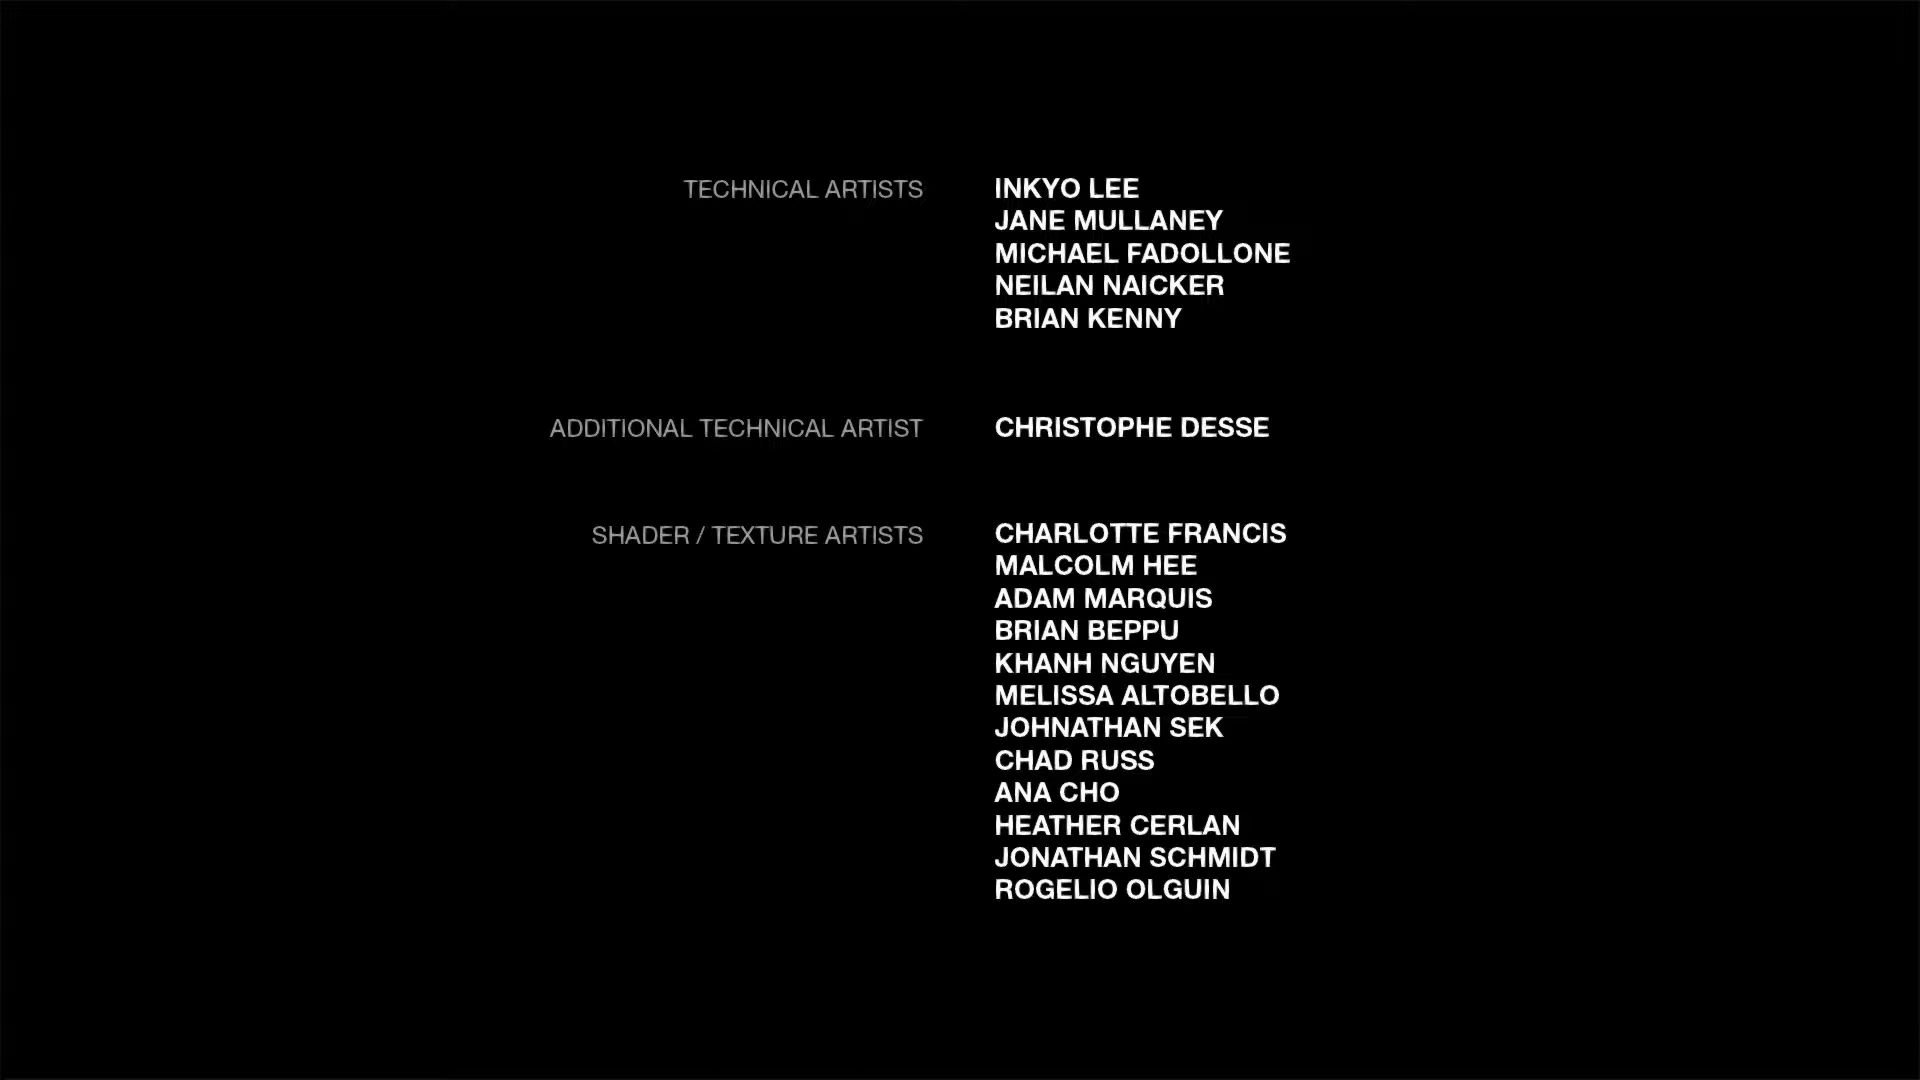 TECHNICAL ARTISTS INKYO LEE
JANE MULLANEY
MICHAEL FADOLLONE
NEILAN NAICKER
BRIAN KENNY
ADDITIONAL TECHNICAL ARTIST CHRISTOPHE DESSE
SHADER / TEXTURE ARTISTS CHARLOTTE FRANCIS
MALCOLM HEE
ADAM MARQUIS
BRIAN BEPPU
KHANH NGUYEN
MELISSA ALTOBELLO
JOHNATHAN SEK
CHAD RUSS
ANA CHO
HEATHER CERLAN
JONATHAN SCHMIDT
ROGELIO OLGUIN